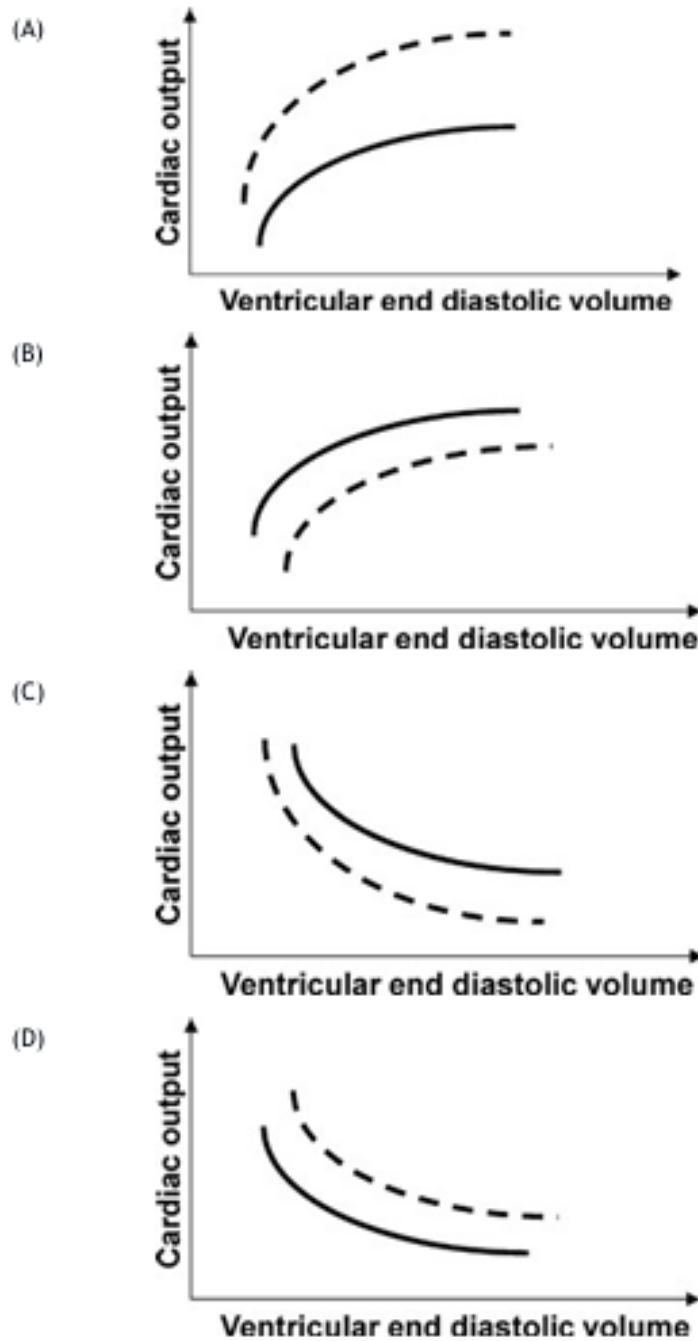 (A)
Cardiac output
Ventricular end diastolic volume
(B)
Cardiac output
Ventricular end diastolic volume
(C)
Cardiac output
Ventricular end diastolic volume
(D)
Cardiac output
Ventricular end diastolic volume